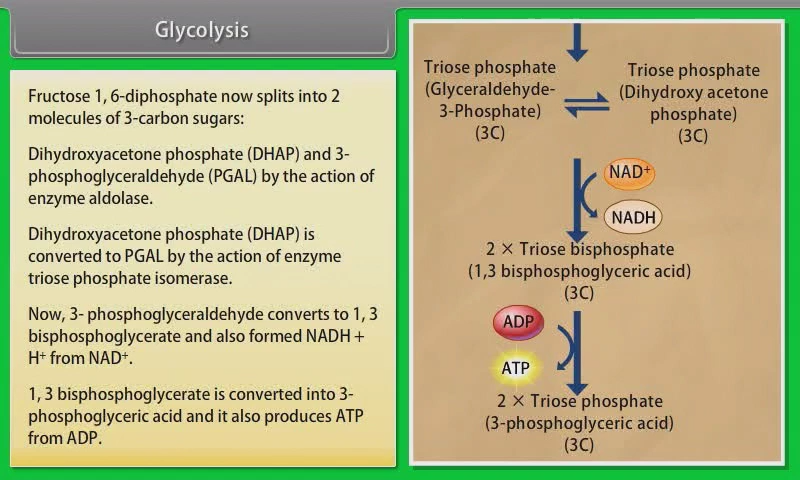 Glycolysis
Fructose 1, 6-diphosphate now splits into 2
molecules of 3-carbon sugars:
Dihydroxyacetone phosphate (DHAP) and 3-
phosphoglyceraldehyde (PGAL) by the action of
enzyme aldolase.
Dihydroxyacetone phosphate (DHAP) is
converted to PGAL by the action of enzyme
triose phosphate isomerase.
Now, 3- phosphoglyceraldehyde converts to 1, 3
bisphosphoglycerate and also formed NADH +
H⁺ from NAD⁺.
1, 3 bisphosphoglycerate is converted into 3-
phosphoglyceric acid and it also produces ATP
from ADP.
Triose phosphate
(Glyceraldehyde-
3-Phosphate)
(3C)
Triose phosphate
(Dihydroxy acetone
phosphate)
(3C)
NAD⁺
NADH
2 × Triose bisphosphate
(1,3 bisphosphoglyceric acid)
(3C)
ADP
ATP
2 × Triose phosphate
(3-phosphoglyceric acid)
(3C)